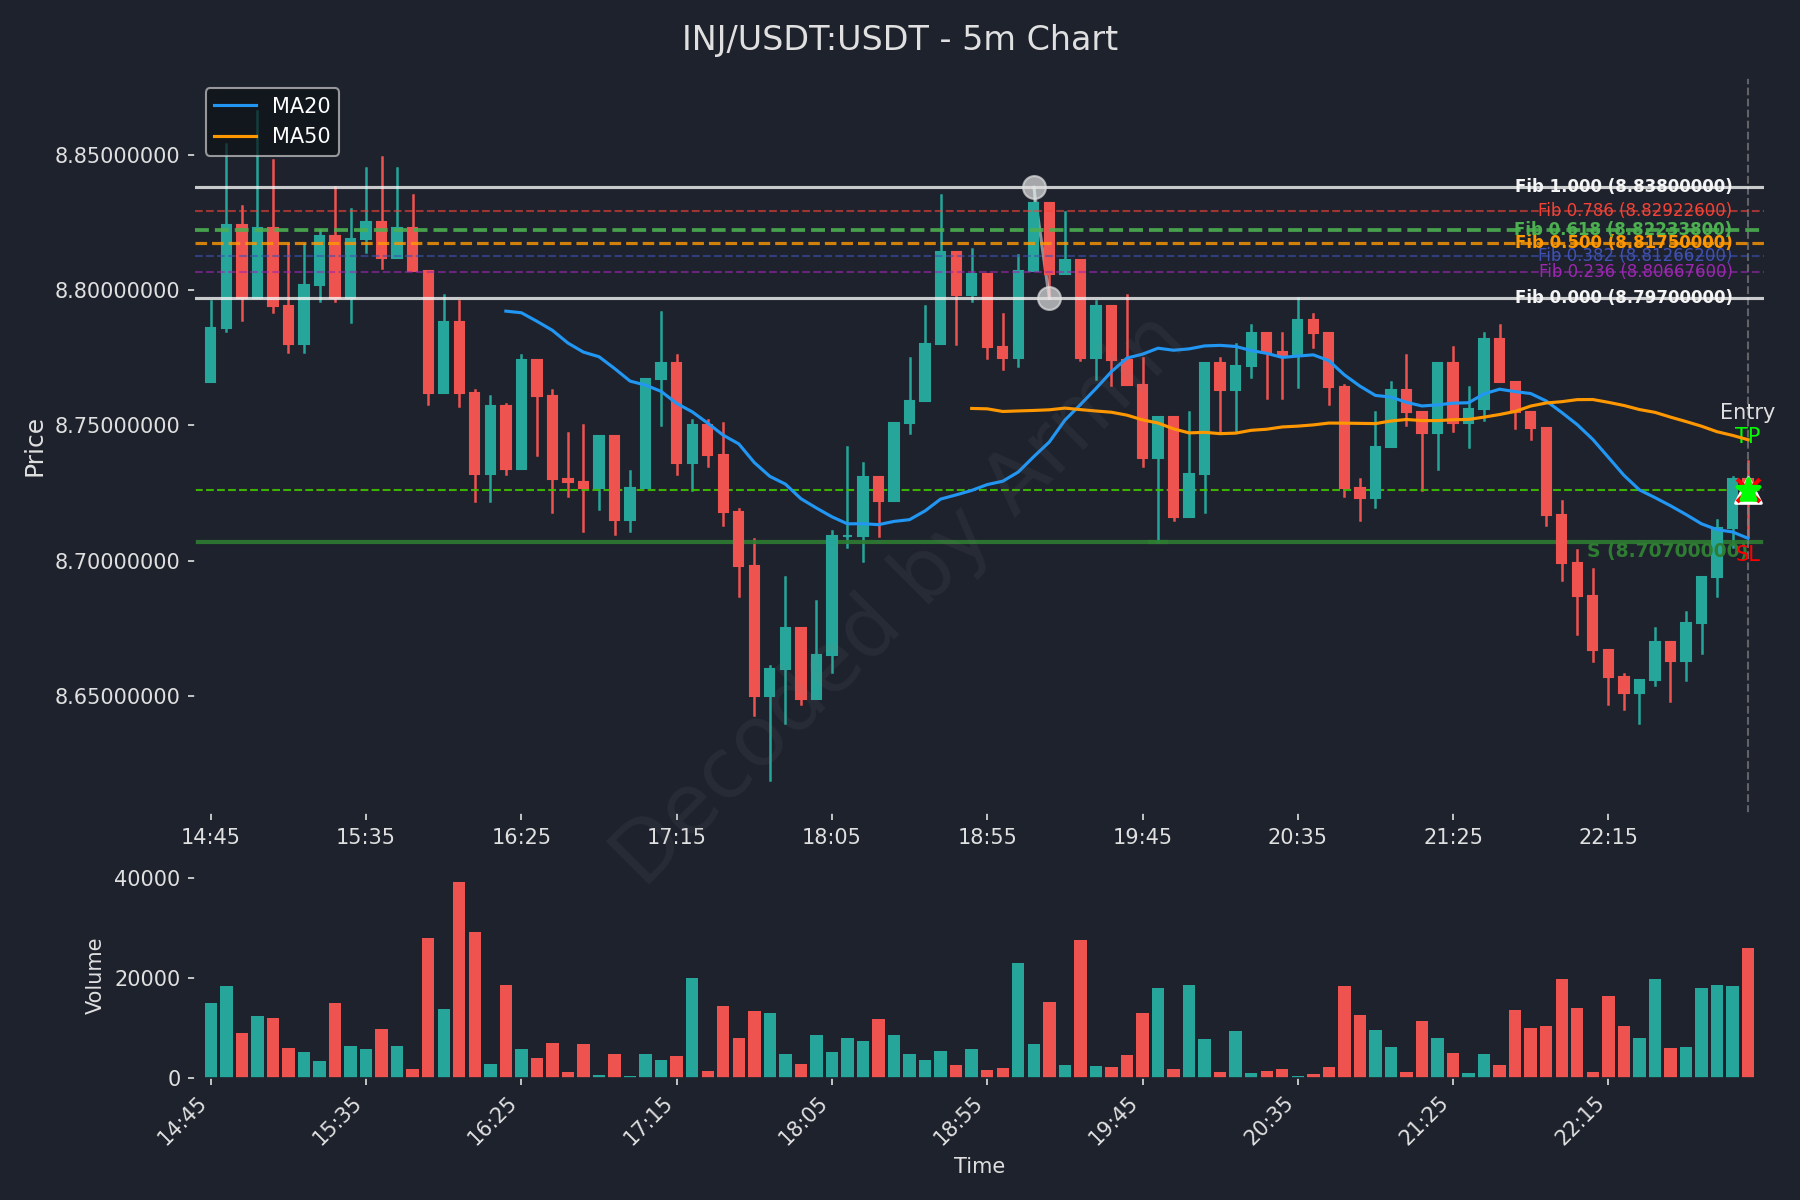 INJ/USDT:USDT - 5m Chart
MA20
MA50
8.85000000
8.80000000
8.75000000
8.70000000
8.65000000
Price
Fib 1.000 (8.83800000)
Fib 0.786 (8.82922600)
Fib 0.618 (8.82233800)
Fib 0.500 (8.81750000)
Fib 0.382 (8.81266200)
Fib 0.236 (8.80667600)
Fib 0.000 (8.79700000)
Entry
TP
S (8.70700000)
SL
Decoded by Armm
14:45 15:35 16:25 17:15 18:05 18:55 19:45 20:35 21:25 22:15
40000
20000
0
Volume
14:45 15:35 16:25 17:15 18:05 18:55 19:45 20:35 21:25 22:15
Time